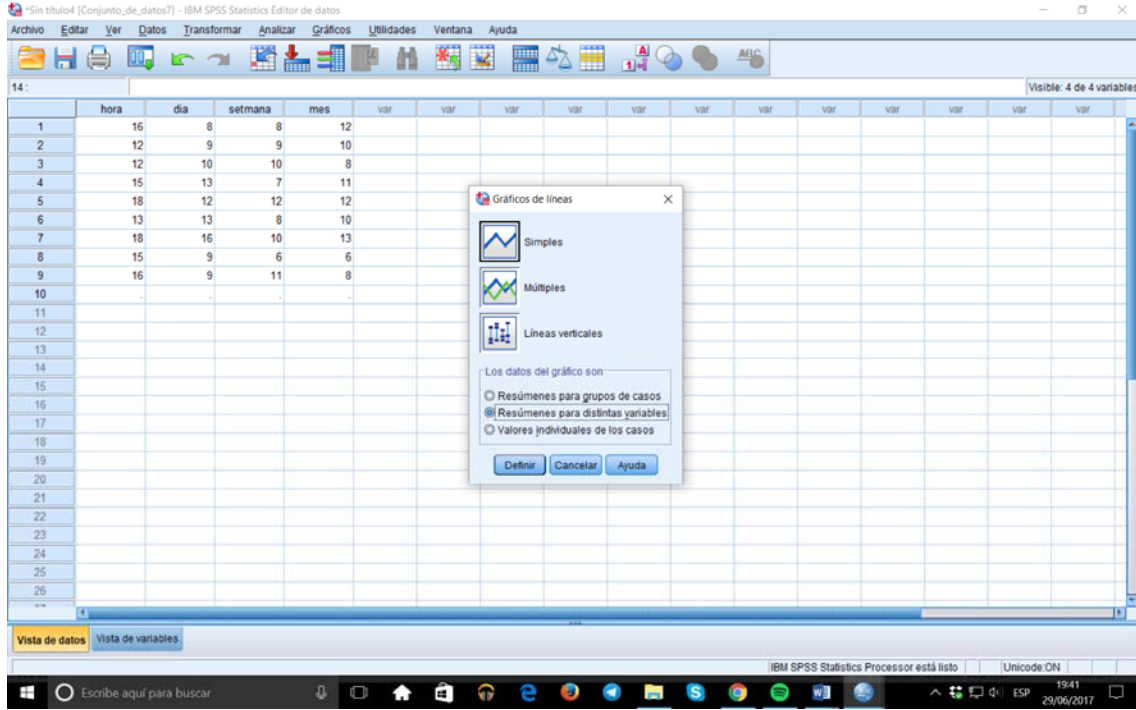 *Sin título4 [Conjunto_de_datos7] - IBM SPSS Statistics Editor de datos
Archivo Editar Ver Datos Transformar Analizar Gráficos Utilidades Ventana Ayuda
14 :
Visible: 4 de 4 variables
hora dia setmana mes var var var var var var var var var var var var
1 16 8 8 12
2 12 9 9 10
3 12 10 10 8
4 15 13 7 11
5 18 12 12 12
6 13 13 8 10
7 18 16 10 13
8 15 9 6 6
9 16 9 11 8
10 . . . .
11
12
13
14
15
16
17
18
19
20
21
22
23
24
25
26
Gráficos de líneas
Simples
Múltiples
Líneas verticales
Los datos del gráfico son
Resúmenes para grupos de casos
Resúmenes para distintas variables
Valores individuales de los casos
Definir Cancelar Ayuda
Vista de datos Vista de variables
IBM SPSS Statistics Processor está listo Unicode:ON
Escribe aquí para buscar
ESP
19:41
29/06/2017